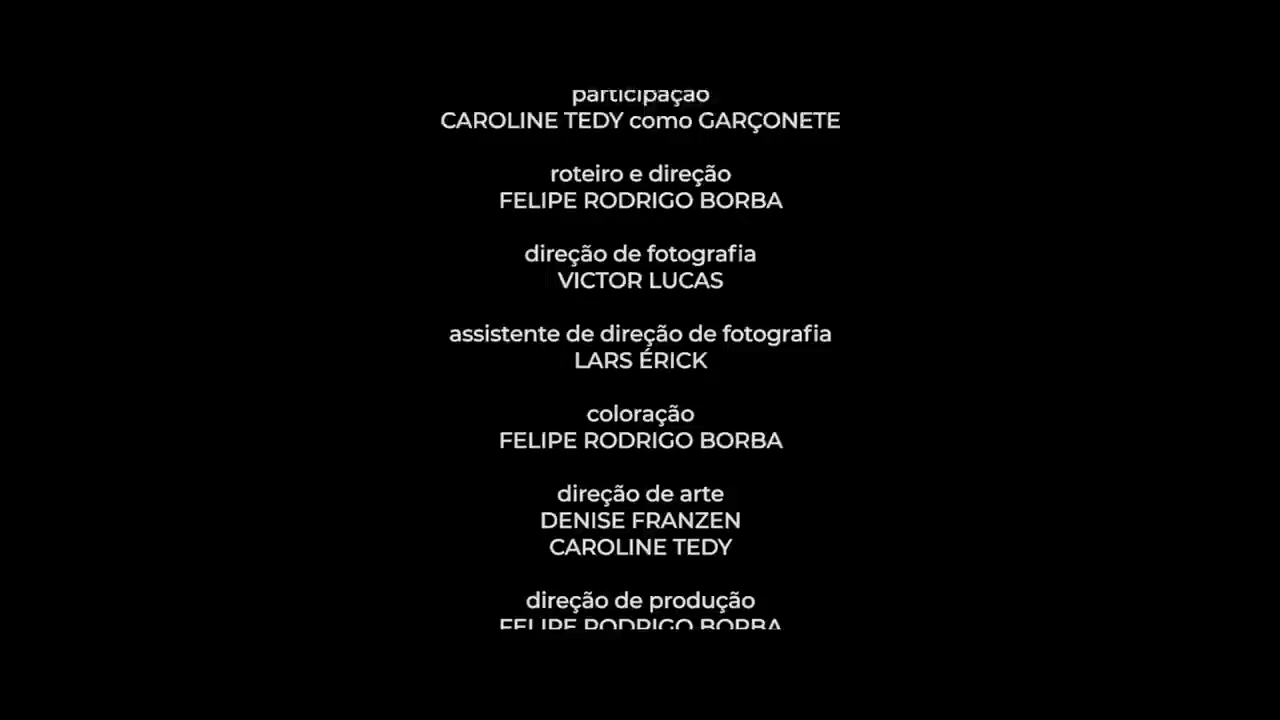 participação
CAROLINE TEDY como GARÇONETE
roteiro e direção
FELIPE RODRIGO BORBA
direção de fotografia
VICTOR LUCAS
assistente de direção de fotografia
LARS ÉRICK
coloração
FELIPE RODRIGO BORBA
direção de arte
DENISE FRANZEN
CAROLINE TEDY
direção de produção
FELIPE RODRIGO BORBA